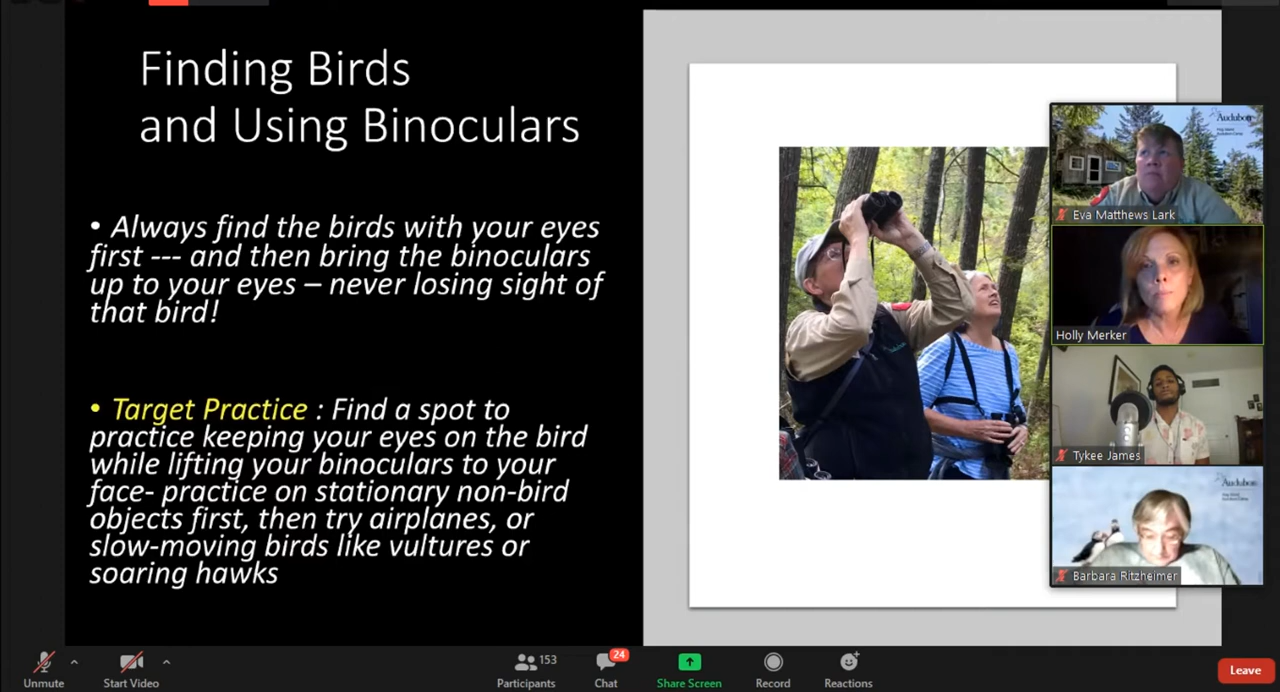 Finding Birds
and Using Binoculars
• Always find the birds with your eyes
first --- and then bring the binoculars
up to your eyes – never losing sight of
that bird!
• Target Practice : Find a spot to
practice keeping your eyes on the bird
while lifting your binoculars to your
face- practice on stationary non-bird
objects first, then try airplanes, or
slow-moving birds like vultures or
soaring hawks
Audubon
Eva Matthews Lark
Holly Merker
Tykee James
Audubon
Barbara Ritzheimer
Unmute
Start Video
153
Participants
24
Chat
Share Screen
Record
Reactions
Leave